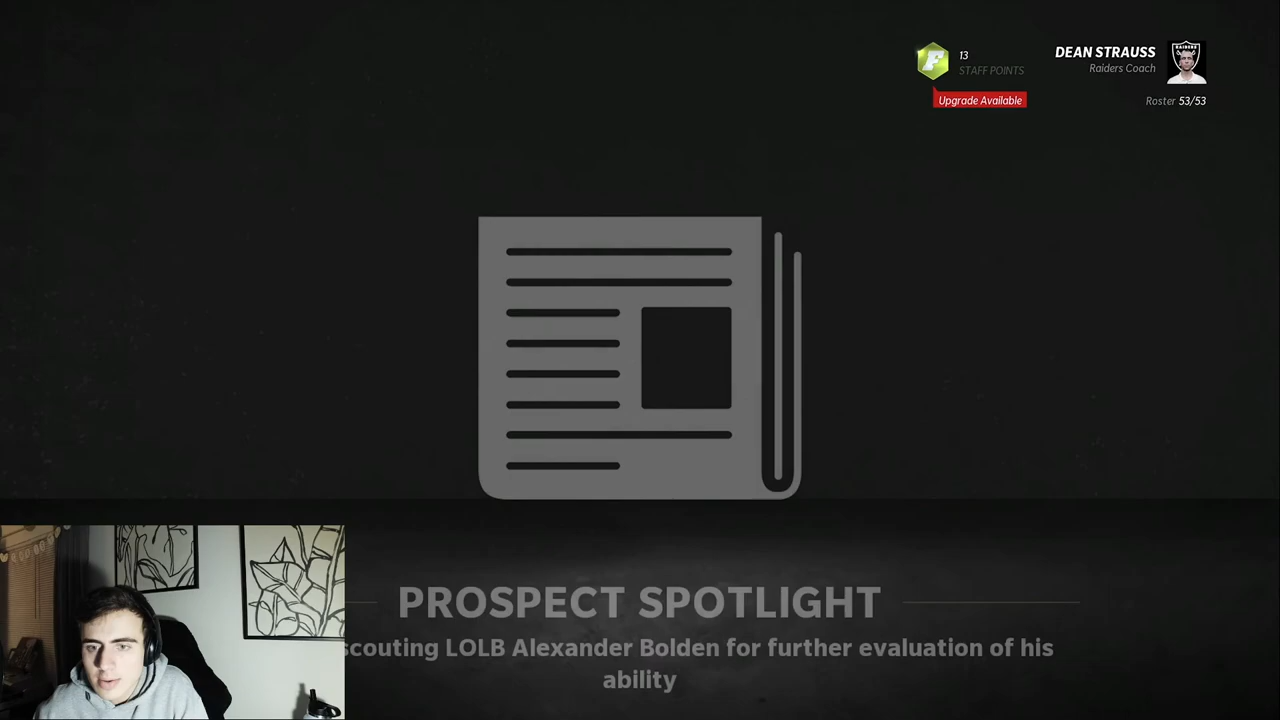 13
STAFF POINTS
Upgrade Available
DEAN STRAUSS
Raiders Coach
Roster 53/53
RAIDERS
PROSPECT SPOTLIGHT
scouting LOLB Alexander Bolden for further evaluation of his
ability